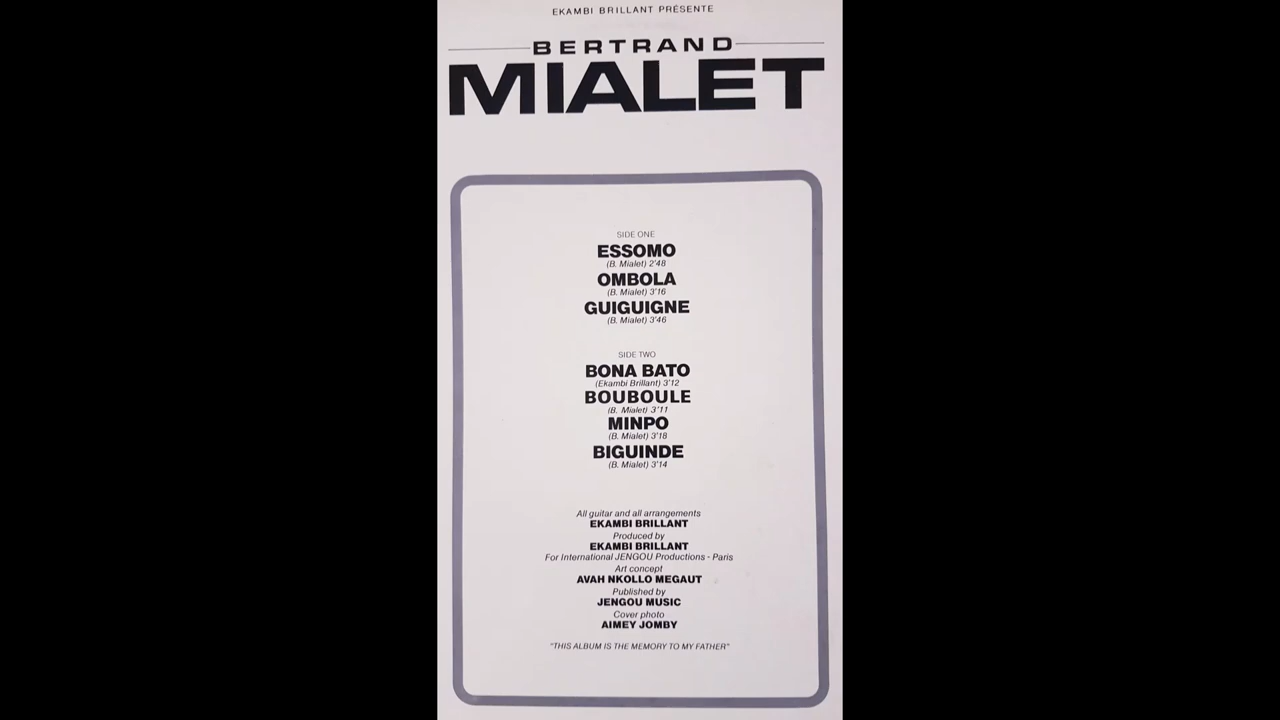 EKAMBI BRILLANT PRÉSENTE
BERTRAND
MIALET
SIDE ONE
ESSOMO
(B. Mialet) 2'48
OMBOLA
(B. Mialet) 3'16
GUIGUIGNE
(B. Mialet) 3'46
SIDE TWO
BONA BATO
(Ekambi Brillant) 3'12
BOUBOULE
(B. Mialet) 3'11
MINPO
(B. Mialet) 3'18
BIGUINDE
(B. Mialet) 3'14
All guitar and all arrangements
EKAMBI BRILLANT
Produced by
EKAMBI BRILLANT
For International JENGOU Productions - Paris
Art concept
AVAH NKOLLO MEGAUT
Published by
JENGOU MUSIC
Cover photo
AIMEY JOMBY
"THIS ALBUM IS THE MEMORY TO MY FATHER"